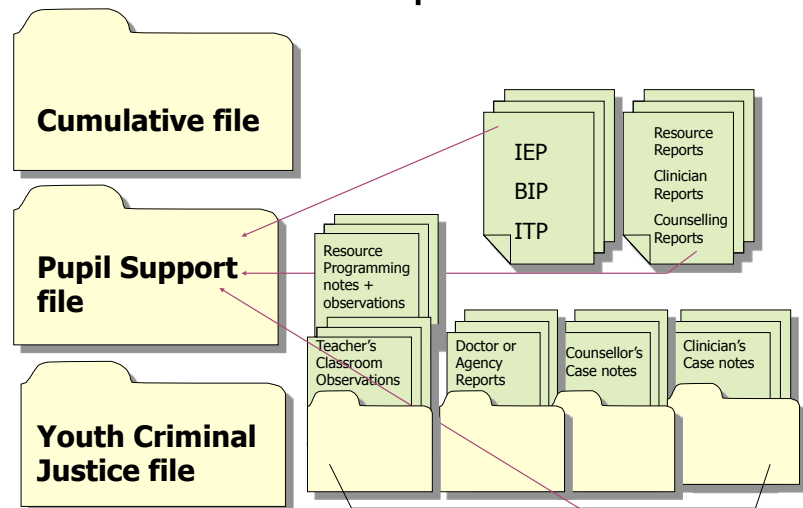 Cumulative file
Pupil Support
file
Youth Criminal
Justice file
IEP
BIP
ITP
Resource
Reports
Clinician
Reports
Counselling
Reports
Resource
Programming
notes +
observations
Teacher's
Classroom
Observations
Doctor or
Agency
Reports
Counsellor's
Case notes
Clinician's
Case notes